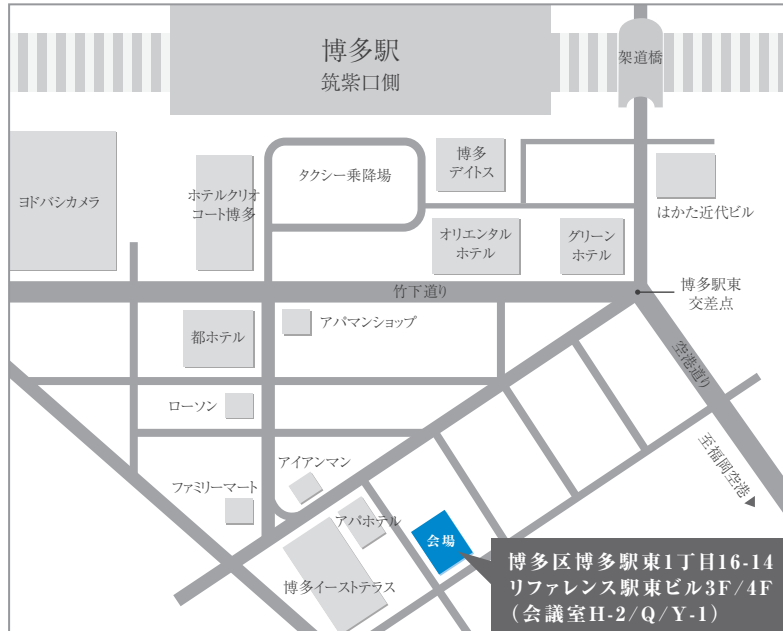 博多駅
筑紫口側
架道橋
ヨドバシカメラ
ホテルクリオ
コート博多
タクシー乗降場
博多
デイトス
はかた近代ビル
オリエンタル
ホテル
グリーン
ホテル
竹下通り
博多駅東
交差点
都ホテル
アパマンショップ
空港通り
ローソン
至福岡空港
アイアンマン
ファミリーマート
アパホテル
会場
博多イーストテラス
博多区博多駅東1丁目16-14
リファレンス駅東ビル3F/4F
（会議室H-2/Q/Y-1）